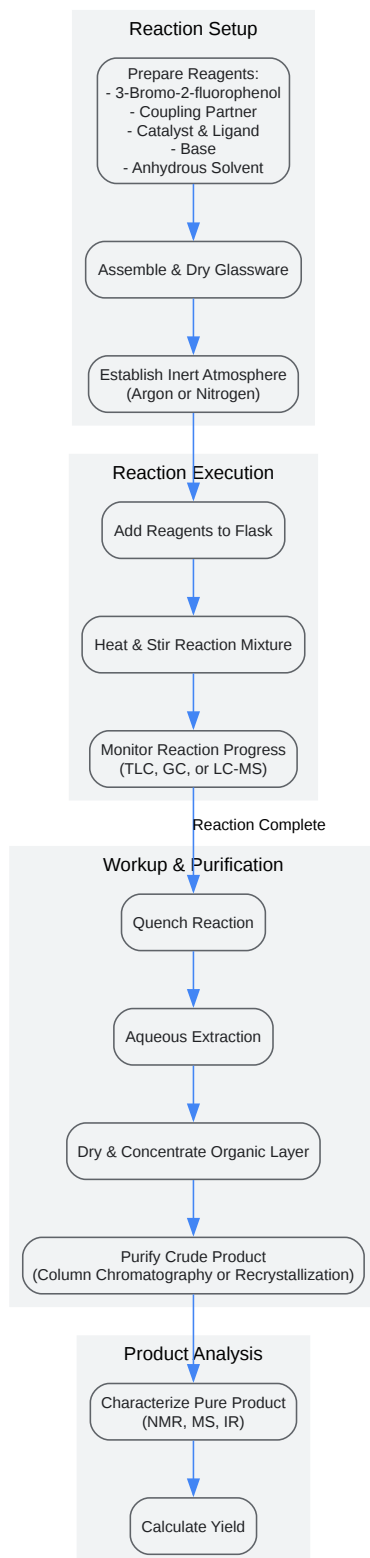 Reaction Setup
Prepare Reagents:
- 3-Bromo-2-fluorophenol
- Coupling Partner
- Catalyst & Ligand
- Base
- Anhydrous Solvent
Assemble & Dry Glassware
Establish Inert Atmosphere
(Argon or Nitrogen)
Reaction Execution
Add Reagents to Flask
Heat & Stir Reaction Mixture
Monitor Reaction Progress
(TLC, GC, or LC-MS)
Reaction Complete
Workup & Purification
Quench Reaction
Aqueous Extraction
Dry & Concentrate Organic Layer
Purify Crude Product
(Column Chromatography or Recrystallization)
Product Analysis
Characterize Pure Product
(NMR, MS, IR)
Calculate Yield